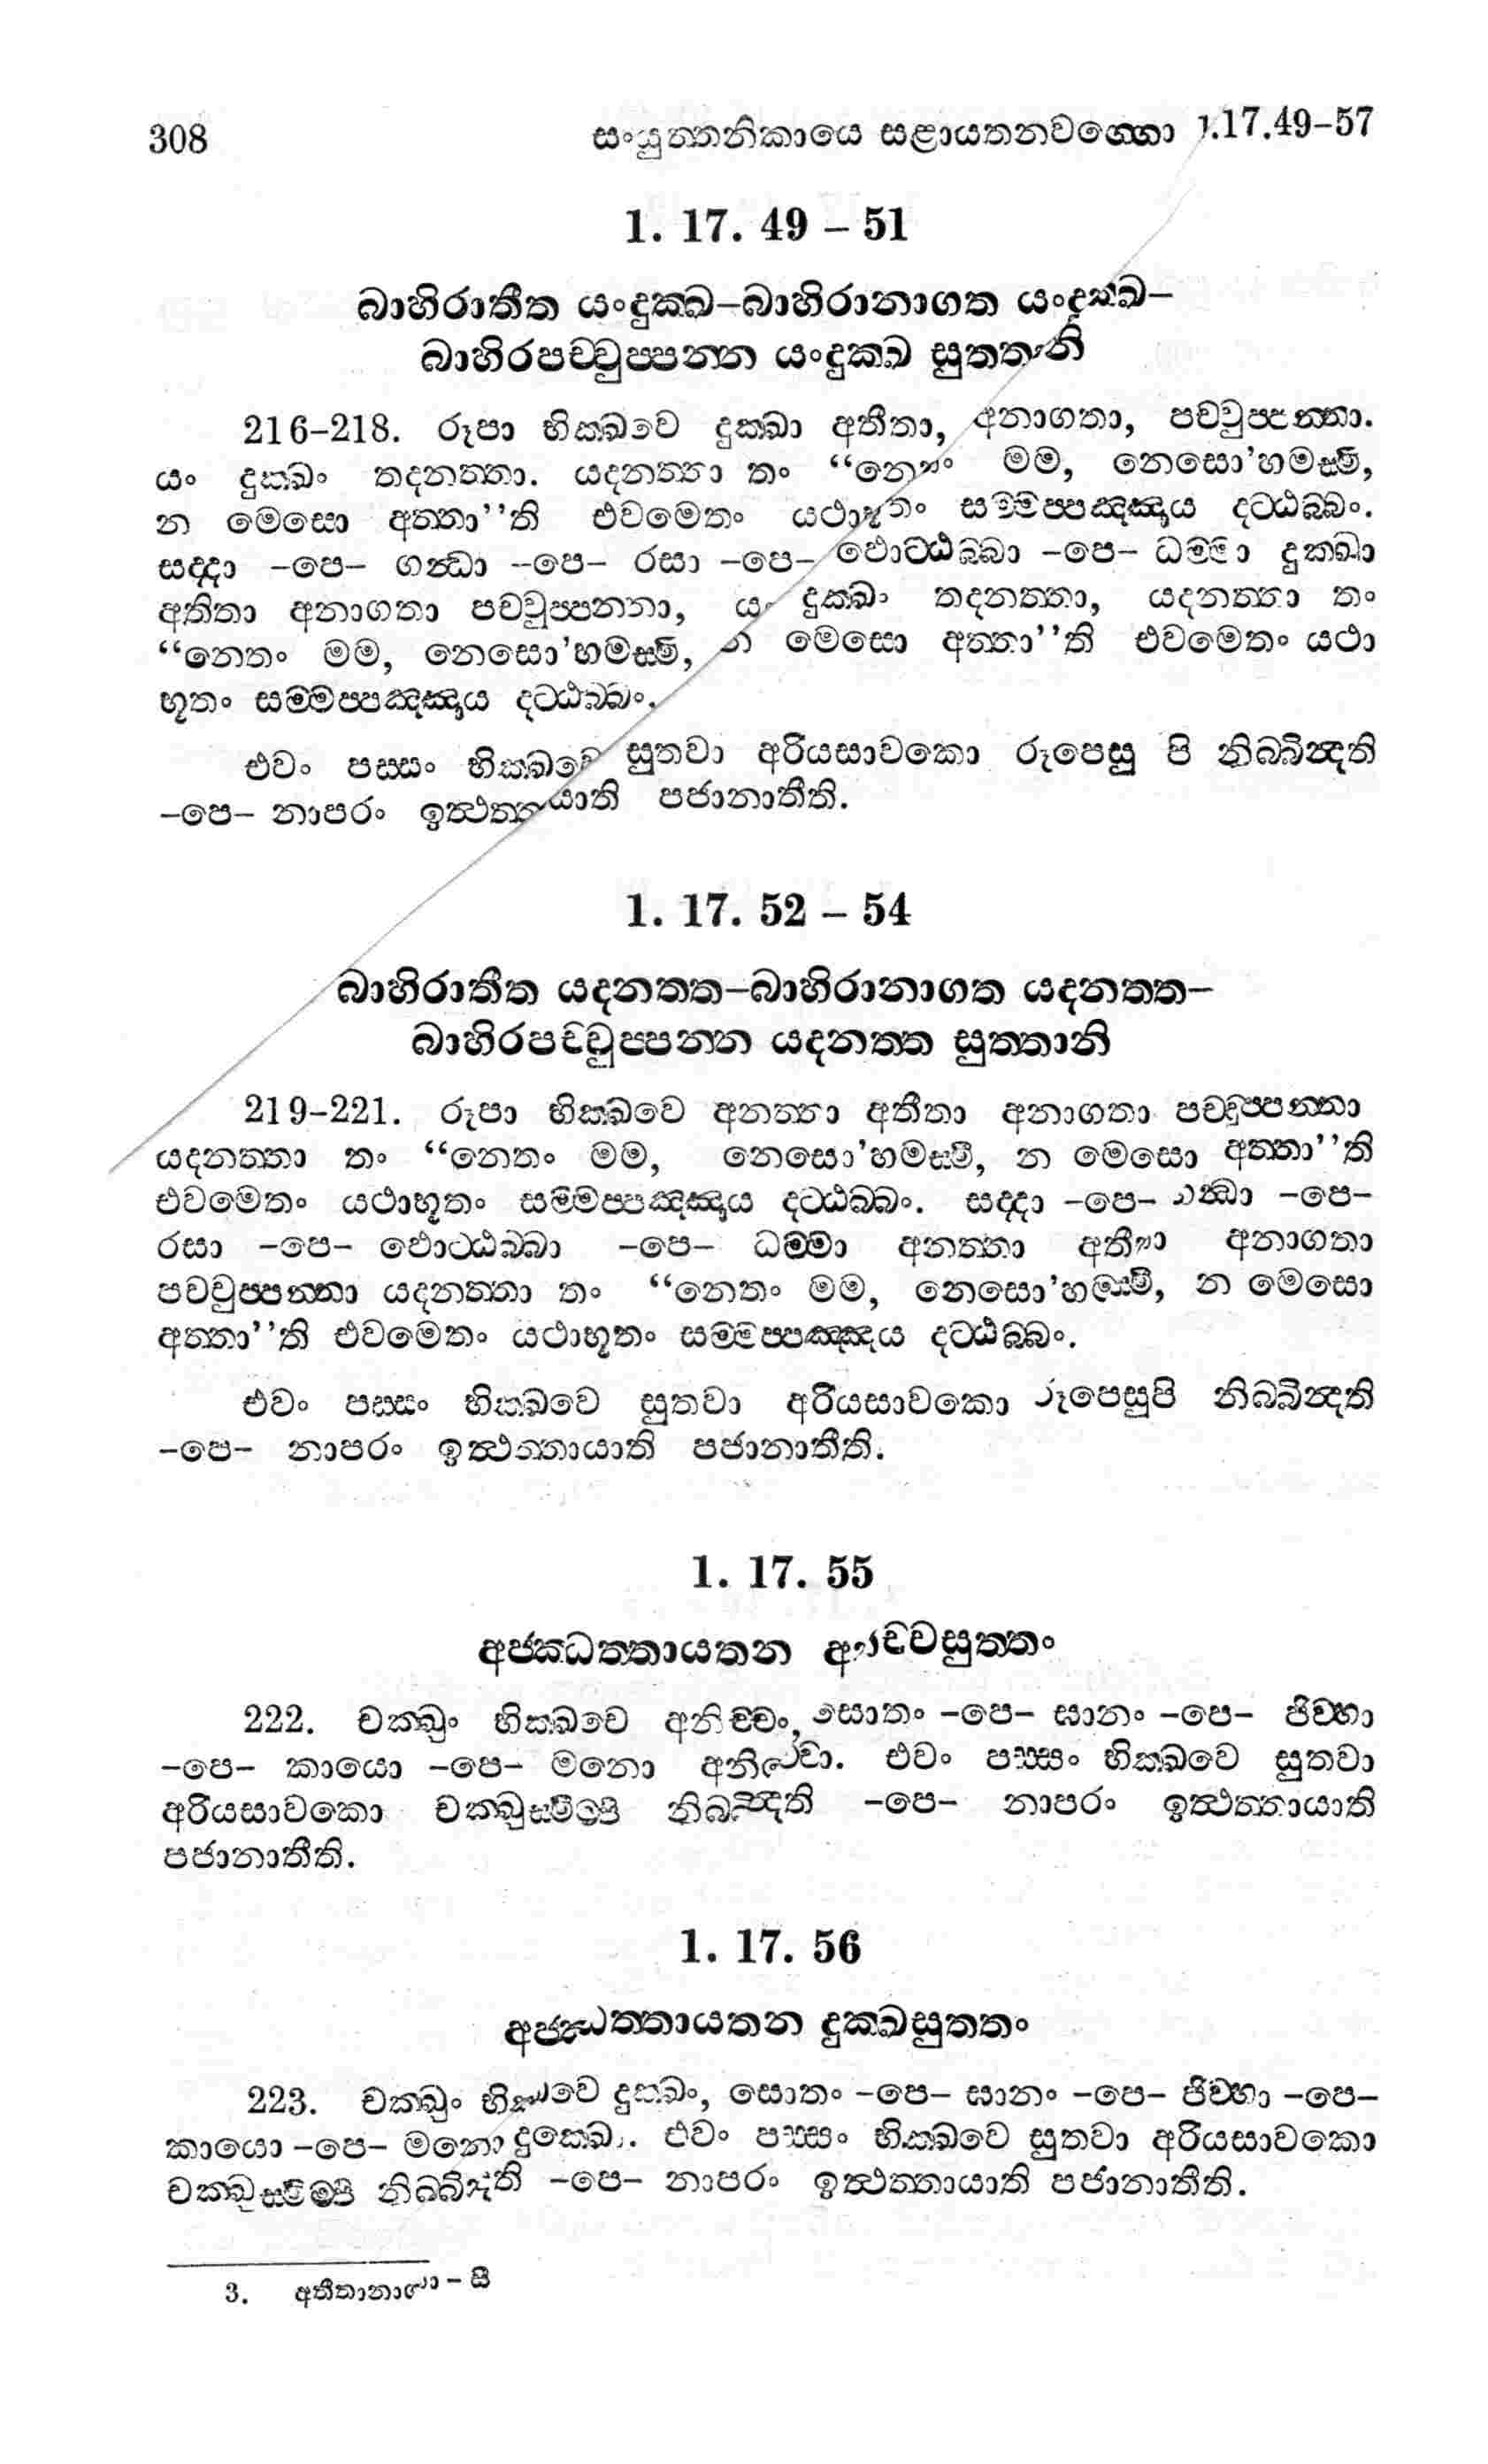 308 සංයුත්තනිකායෙ සළායතනවග්ගො 1.17.49-57
1. 17. 49 – 51
බාහිරාතීත යංදුක්ඛ-බාහිරානාගත යංදුක්ඛ-
බාහිරපච්චුප්පන්න යංදුක්ඛ සුත්තානි
216-218. රූපා භික්ඛවෙ දුක්ඛා අතීතා, අනාගතා, පච්චුප්පන්නා.
යං දුක්ඛං තදනත්තා. යදනත්තා තං “නෙතං මම, නෙසො’හමස්මි,
න මෙසො අත්තා’’ති එවමෙතං යථාභූතං සම්මප්පඤ්ඤාය දට්ඨබ්බං.
සද්දා -පෙ- ගන්ධා -පෙ- රසා -පෙ- ඵොට්ඨබ්බා -පෙ- ධම්මා දුක්ඛා
අතීතා අනාගතා පච්චුප්පන්නා, යං දුක්ඛං තදනත්තා, යදනත්තා තං
“නෙතං මම, නෙසො’හමස්මි, න මෙසො අත්තා’’ති එවමෙතං යථා
භූතං සම්මප්පඤ්ඤාය දට්ඨබ්බං.
එවං පස්සං භික්ඛවෙ සුතවා අරියසාවකො රූපෙසු පි නිබ්බින්දති
-පෙ- නාපරං ඉත්ථත්තායාති පජානාතීති.
1. 17. 52 – 54
බාහිරාතීත යදනත්ත-බාහිරානාගත යදනත්ත-
බාහිරපච්චුප්පන්න යදනත්ත සුත්තානි
219-221. රූපා භික්ඛවෙ අනත්තා අතීතා අනාගතා පච්චුප්පන්නා
යදනත්තා තං “නෙතං මම, නෙසො’හමස්මි, න මෙසො අත්තා’’ති
එවමෙතං යථාභූතං සම්මප්පඤ්ඤාය දට්ඨබ්බං. සද්දා -පෙ- ගන්ධා -පෙ-
රසා -පෙ- ඵොට්ඨබ්බා -පෙ- ධම්මා අනත්තා අතීතා අනාගතා
පච්චුප්පන්නා යදනත්තා තං “නෙතං මම, නෙසො’හමස්මි, න මෙසො
අත්තා’’ති එවමෙතං යථාභූතං සම්මප්පඤ්ඤාය දට්ඨබ්බං.
එවං පස්සං භික්ඛවෙ සුතවා අරියසාවකො රූපෙසුපි නිබ්බින්දති
-පෙ- නාපරං ඉත්ථත්තායාති පජානාතීති.
1. 17. 55
අජ්ඣත්තායතන අනිච්චසුත්තං
222. චක්ඛුං භික්ඛවෙ අනිච්චං, සොතං -පෙ- ඝානං -පෙ- ජිව්හා
-පෙ- කායො -පෙ- මනො අනිච්චො. එවං පස්සං භික්ඛවෙ සුතවා
අරියසාවකො චක්ඛුස්මිම්පි නිබ්බින්දති -පෙ- නාපරං ඉත්ථත්තායාති
පජානාතීති.
1. 17. 56
අජ්ඣත්තායතන දුක්ඛසුත්තං
223. චක්ඛුං භික්ඛවෙ දුක්ඛං, සොතං -පෙ- ඝානං -පෙ- ජිව්හා -පෙ-
කායො -පෙ- මනො දුක්ඛො. එවං පස්සං භික්ඛවෙ සුතවා අරියසාවකො
චක්ඛුස්මිම්පි නිබ්බින්දති -පෙ- නාපරං ඉත්ථත්තායාති පජානාතීති.
3. - සී